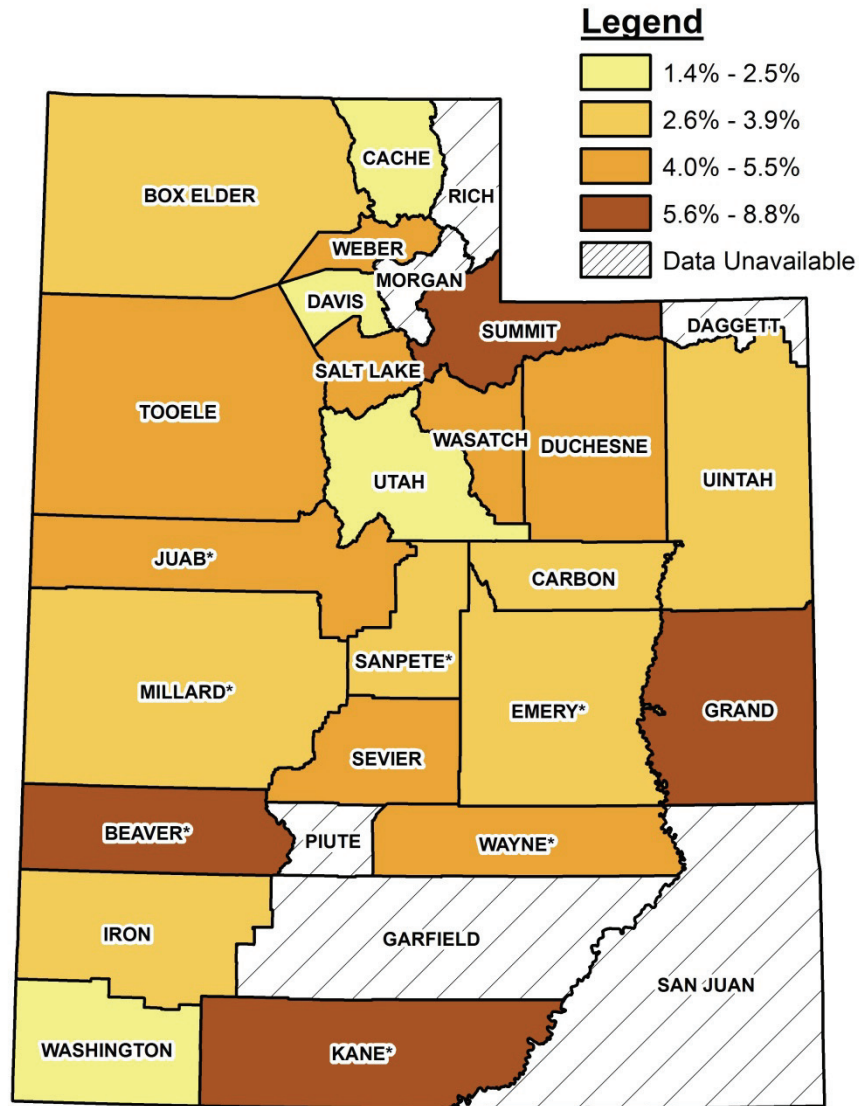 Legend
1.4% - 2.5%
2.6% - 3.9%
4.0% - 5.5%
5.6% - 8.8%
Data Unavailable
CACHE
RICH
BOX ELDER
WEBER
MORGAN
DAVIS
SUMMIT
DAGGETT
SALT LAKE
TOOELE
WASATCH
DUCHESNE
UTAH
UINTAH
JUAB*
CARBON
SANPETE*
MILLARD*
EMERY*
GRAND
SEVIER
BEAVER*
PIUTE
WAYNE*
IRON
GARFIELD
SAN JUAN
WASHINGTON
KANE*